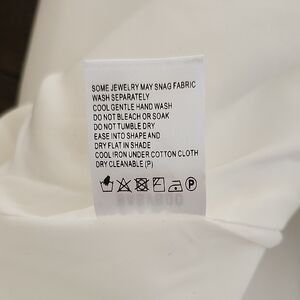 SOME JEWELRY MAY SNAG FABRIC
WASH SEPARATELY
COOL GENTLE HAND WASH
DO NOT BLEACH OR SOAK
DO NOT TUMBLE DRY
EASE INTO SHAPE AND
DRY FLAT IN SHADE
COOL IRON UNDER COTTON CLOTH
DRY CLEANABLE (P)
P